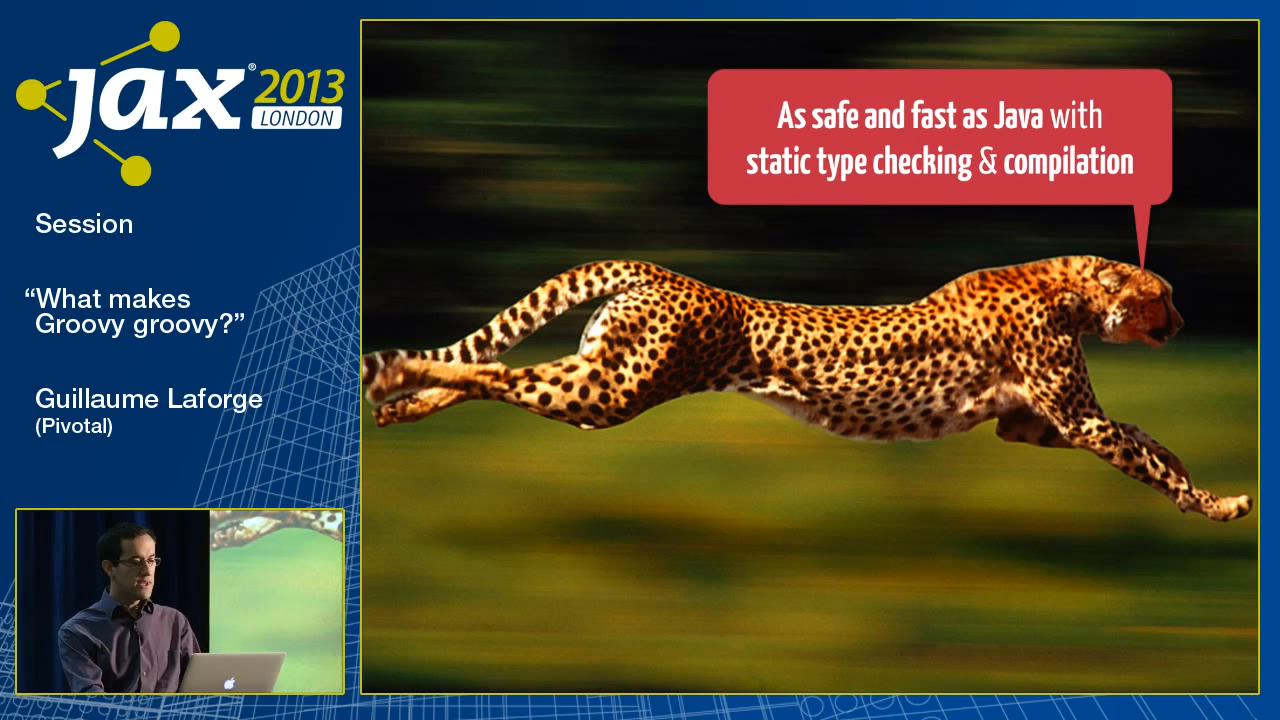 jax® 2013
LONDON
Session
“What makes
Groovy groovy?”
Guillaume Laforge
(Pivotal)
As safe and fast as Java with
static type checking & compilation